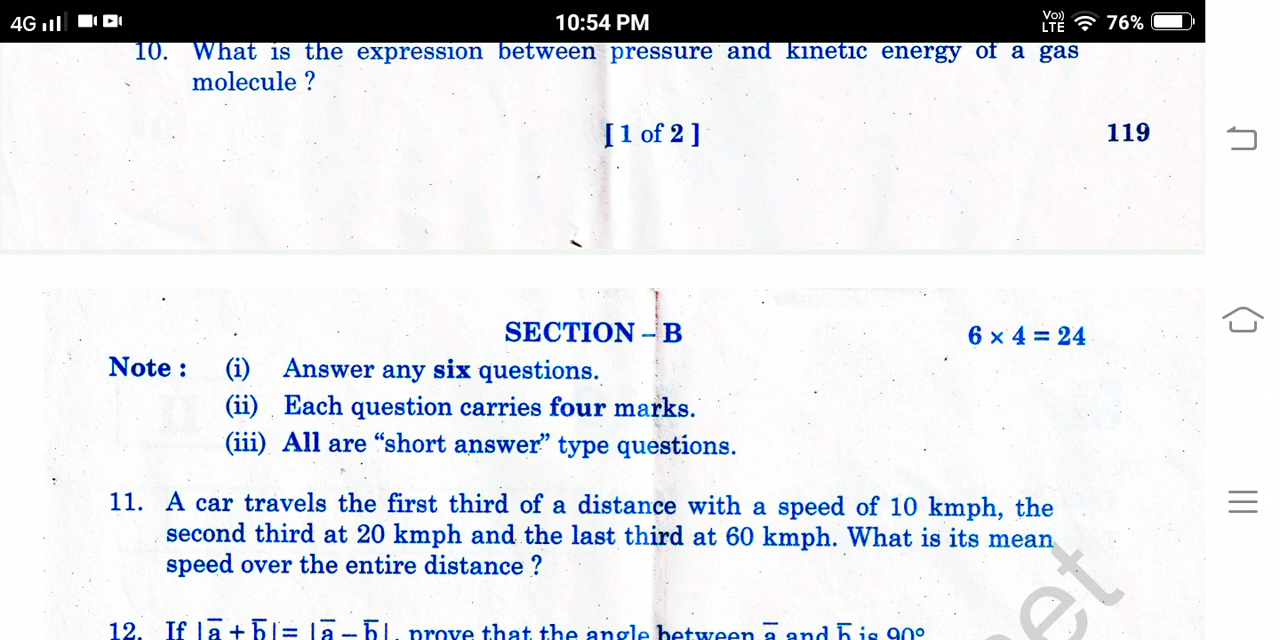 4G 10:54 PM Vo)) LTE 76%
10. What is the expression between pressure and kinetic energy of a gas
molecule ?
[ 1 of 2 ] 119
SECTION – B 6 × 4 = 24
Note : (i) Answer any six questions.
(ii) Each question carries four marks.
(iii) All are “short answer” type questions.
11. A car travels the first third of a distance with a speed of 10 kmph, the
second third at 20 kmph and the last third at 60 kmph. What is its mean
speed over the entire distance ?
12. If |a̅ + b̅| = |a̅ – b̅|, prove that the angle between a̅ and b̅ is 90°